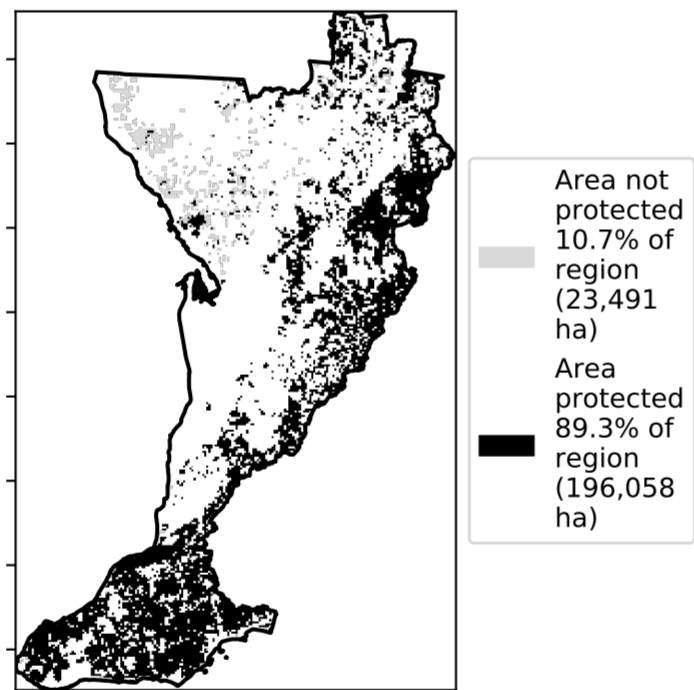 Area not
protected
10.7% of
region
(23,491
ha)
Area
protected
89.3% of
region
(196,058
ha)